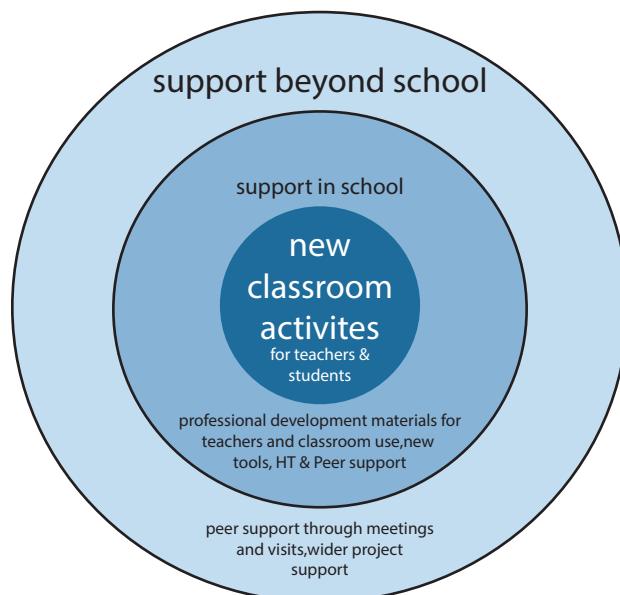 support beyond school
support in school
new
classroom
activites
for teachers &
students
professional development materials for
teachers and classroom use,new
tools, HT & Peer support
peer support through meetings
and visits,wider project
support